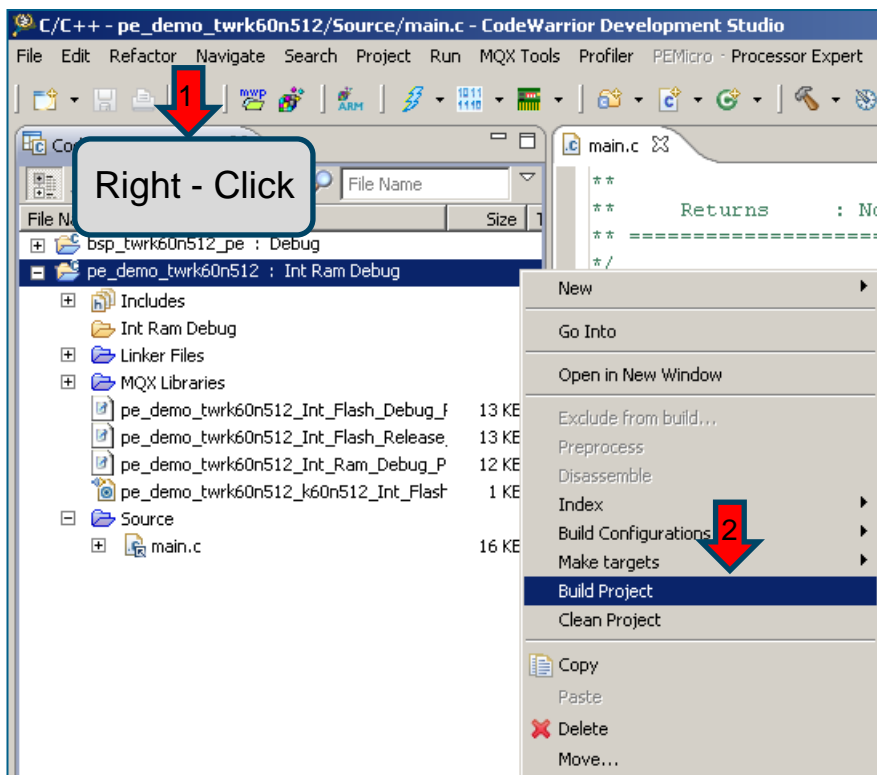 C/C++ - pe_demo_twrk60n512/Source/main.c - CodeWarrior Development Studio
File Edit Refactor Navigate Search Project Run MQX Tools Profiler PEMicro - Processor Expert
1
ARM
Right - Click
File Name
main.c
**
** Returns : No
** =====================
*/
Size
bsp_twrk60n512_pe : Debug
pe_demo_twrk60n512 : Int Ram Debug
Includes
Int Ram Debug
Linker Files
MQX Libraries
pe_demo_twrk60n512_Int_Flash_Debug_ 13 KE
pe_demo_twrk60n512_Int_Flash_Release_ 13 KE
pe_demo_twrk60n512_Int_Ram_Debug_P 12 KE
pe_demo_twrk60n512_k60n512_Int_Flash 1 KE
Source
main.c 16 KE
New
Go Into
Open in New Window
Exclude from build...
Preprocess
Disassemble
Index
Build Configurations
2
Make targets
Build Project
Clean Project
Copy
Paste
Delete
Move...